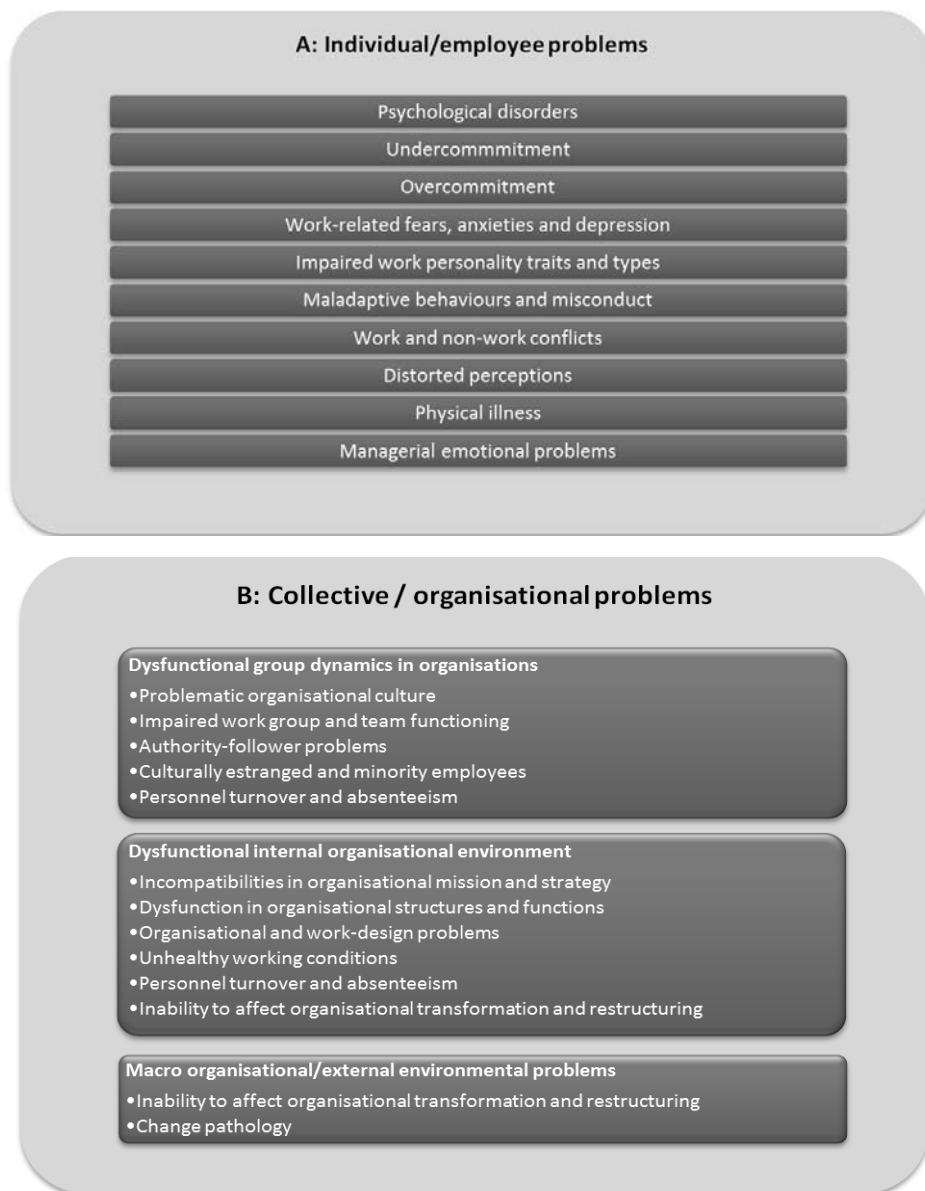 A: Individual/employee problems
Psychological disorders
Undercommmitment
Overcommitment
Work-related fears, anxieties and depression
Impaired work personality traits and types
Maladaptive behaviours and misconduct
Work and non-work conflicts
Distorted perceptions
Physical illness
Managerial emotional problems
B: Collective / organisational problems
Dysfunctional group dynamics in organisations
•Problematic organisational culture
•Impaired work group and team functioning
•Authority-follower problems
•Culturally estranged and minority employees
•Personnel turnover and absenteeism
Dysfunctional internal organisational environment
•Incompatibilities in organisational mission and strategy
•Dysfunction in organisational structures and functions
•Organisational and work-design problems
•Unhealthy working conditions
•Personnel turnover and absenteeism
•Inability to affect organisational transformation and restructuring
Macro organisational/external environmental problems
•Inability to affect organisational transformation and restructuring
•Change pathology